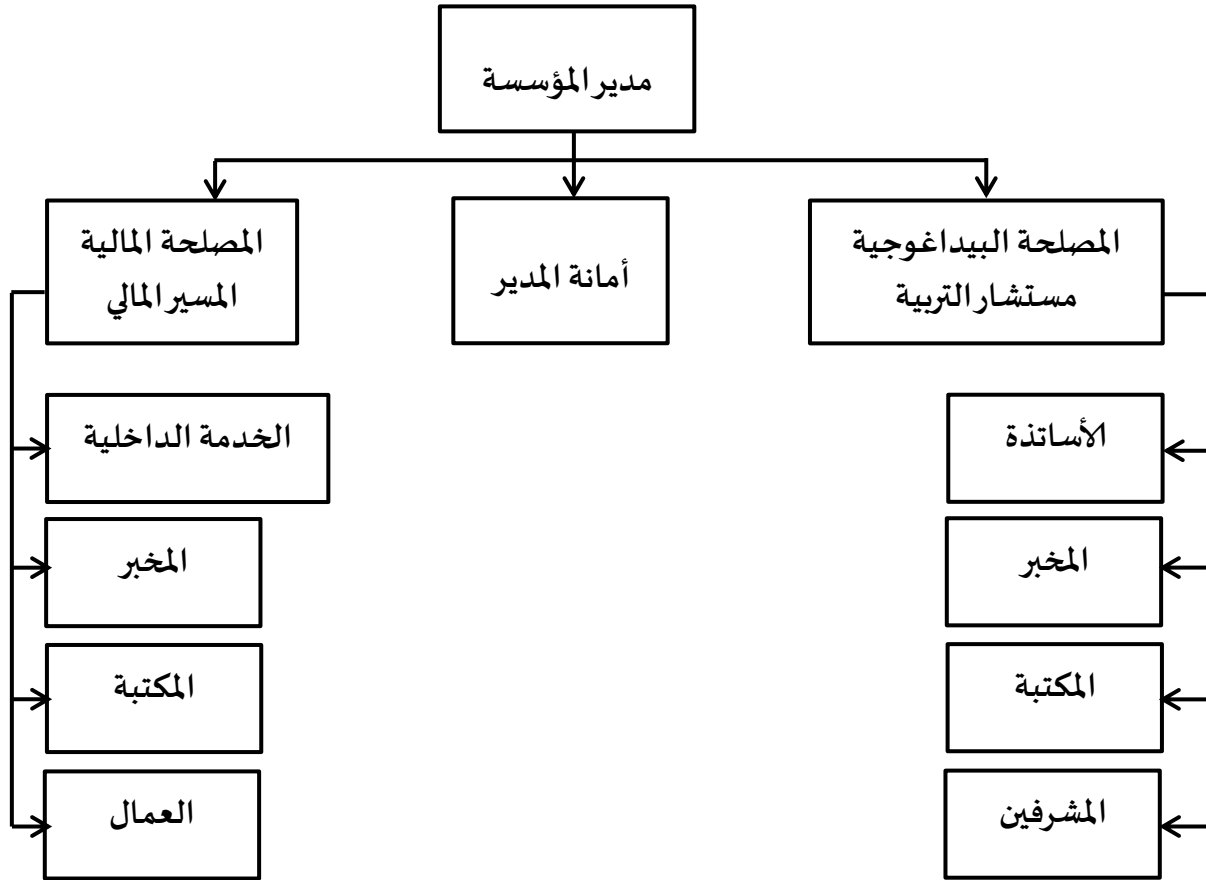 مدير المؤسسة
المصلحة البيداغوجية
مستشار التربية
أمانة المدير
المصلحة المالية
المسير المالي
الأساتذة
الخدمة الداخلية
المخبر
المخبر
المكتبة
المكتبة
المشرفين
العمال